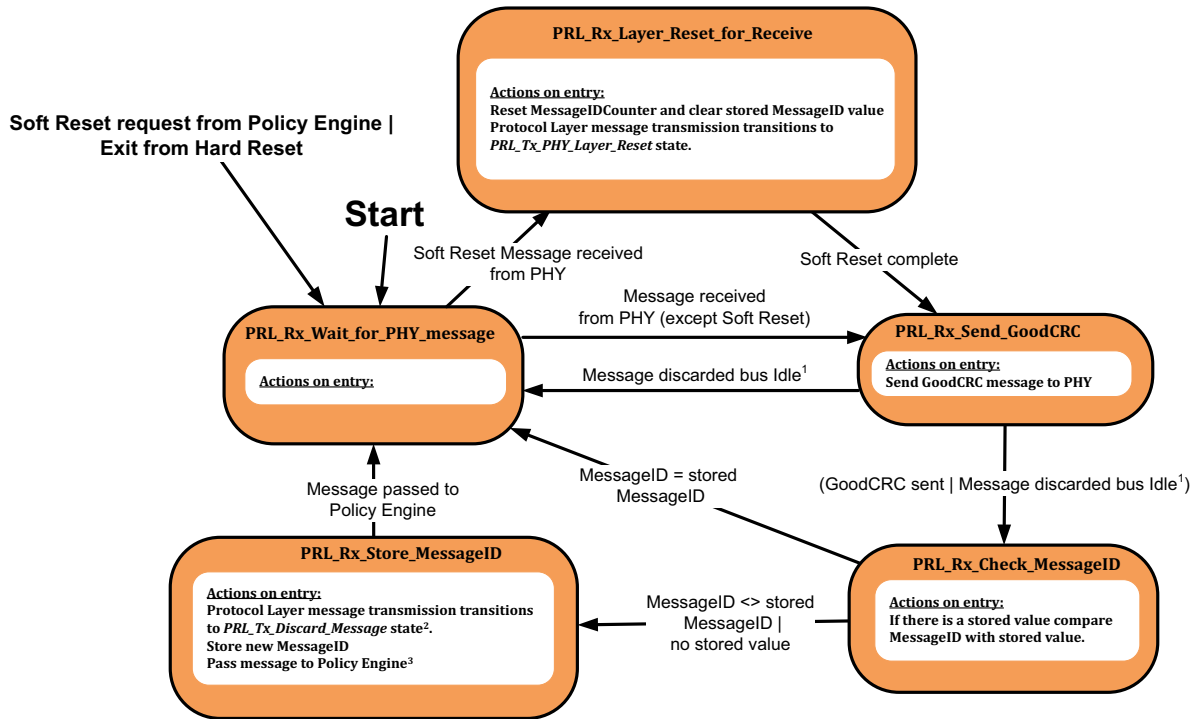 PRL_Rx_Layer_Reset_for_Receive
Actions on entry:
Reset MessageIDCounter and clear stored MessageID value
Protocol Layer message transmission transitions to
PRL_Tx_PHY_Layer_Reset state.
Soft Reset request from Policy Engine |
Exit from Hard Reset
Start
Soft Reset Message received
from PHY
Soft Reset complete
PRL_Rx_Wait_for_PHY_message
Actions on entry:
Message received
from PHY (except Soft Reset)
Message discarded bus Idle¹
PRL_Rx_Send_GoodCRC
Actions on entry:
Send GoodCRC message to PHY
Message passed to
Policy Engine
MessageID = stored
MessageID
(GoodCRC sent | Message discarded bus Idle¹)
PRL_Rx_Store_MessageID
Actions on entry:
Protocol Layer message transmission transitions
to PRL_Tx_Discard_Message state².
Store new MessageID
Pass message to Policy Engine³
MessageID <> stored
MessageID |
no stored value
PRL_Rx_Check_MessageID
Actions on entry:
If there is a stored value compare
MessageID with stored value.